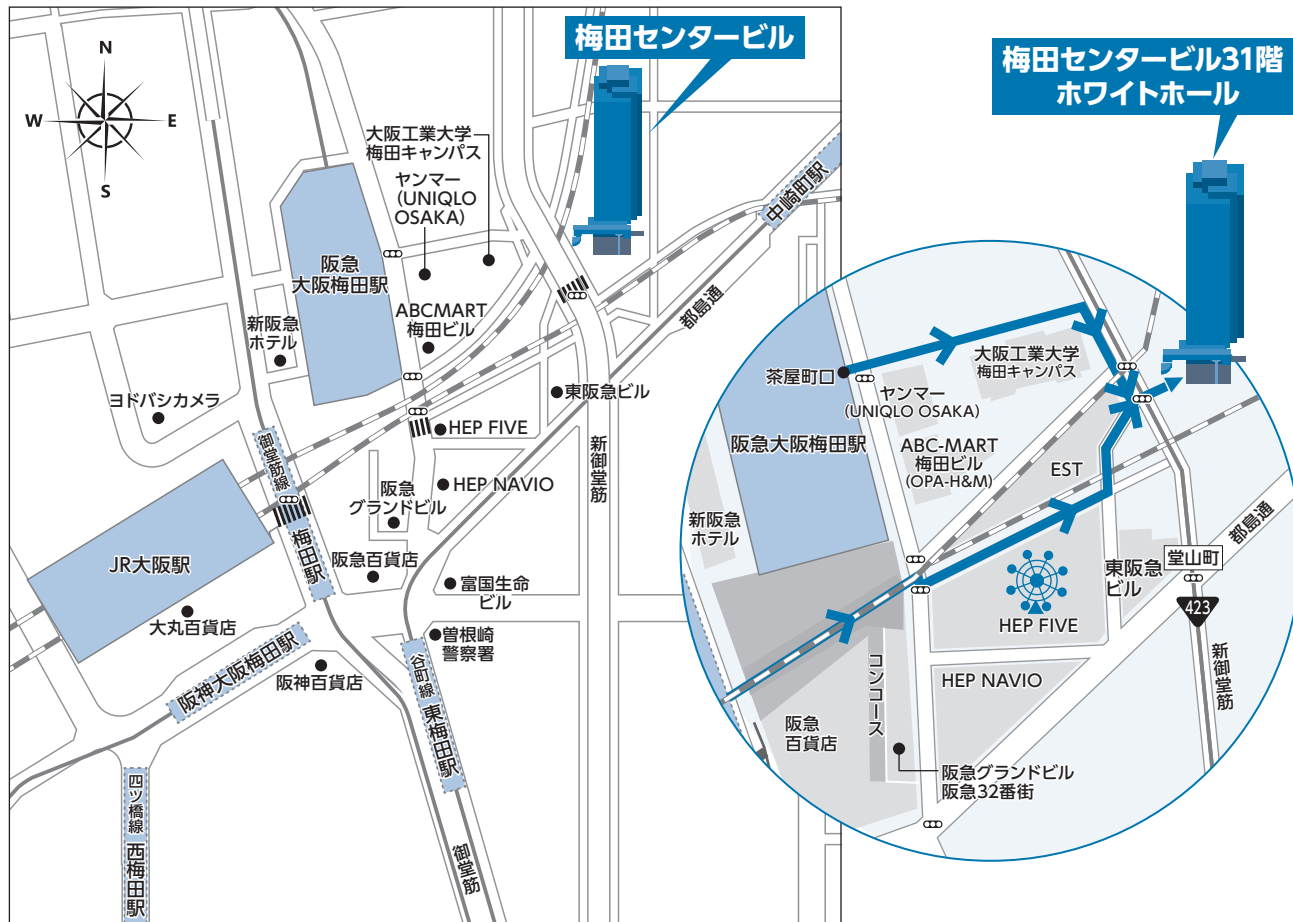 梅田センタービル
N
W
E
S
大阪工業大学
梅田キャンパス
ヤンマー
(UNIQLO
OSAKA)
中崎町駅
阪急
大阪梅田駅
ABCMART
梅田ビル
都島通
新阪急
ホテル
東阪急ビル
ヨドバシカメラ
HEP FIVE
御堂筋線
新御堂筋
阪急
グランドビル
HEP NAVIO
JR大阪駅
梅田駅
阪急百貨店
富国生命
ビル
大丸百貨店
曽根崎
警察署
阪神大阪梅田駅
阪神百貨店
谷町線
東梅田駅
四ツ橋線
西梅田駅
御堂筋
梅田センタービル31階
ホワイトホール
茶屋町口
大阪工業大学
梅田キャンパス
ヤンマー
(UNIQLO OSAKA)
阪急大阪梅田駅
ABC-MART
梅田ビル
(OPA-H&M)
EST
新阪急
ホテル
都島通
東阪急
ビル
堂山町
423
HEP FIVE
新御堂筋
コンコース
HEP NAVIO
阪急
百貨店
阪急グランドビル
阪急32番街